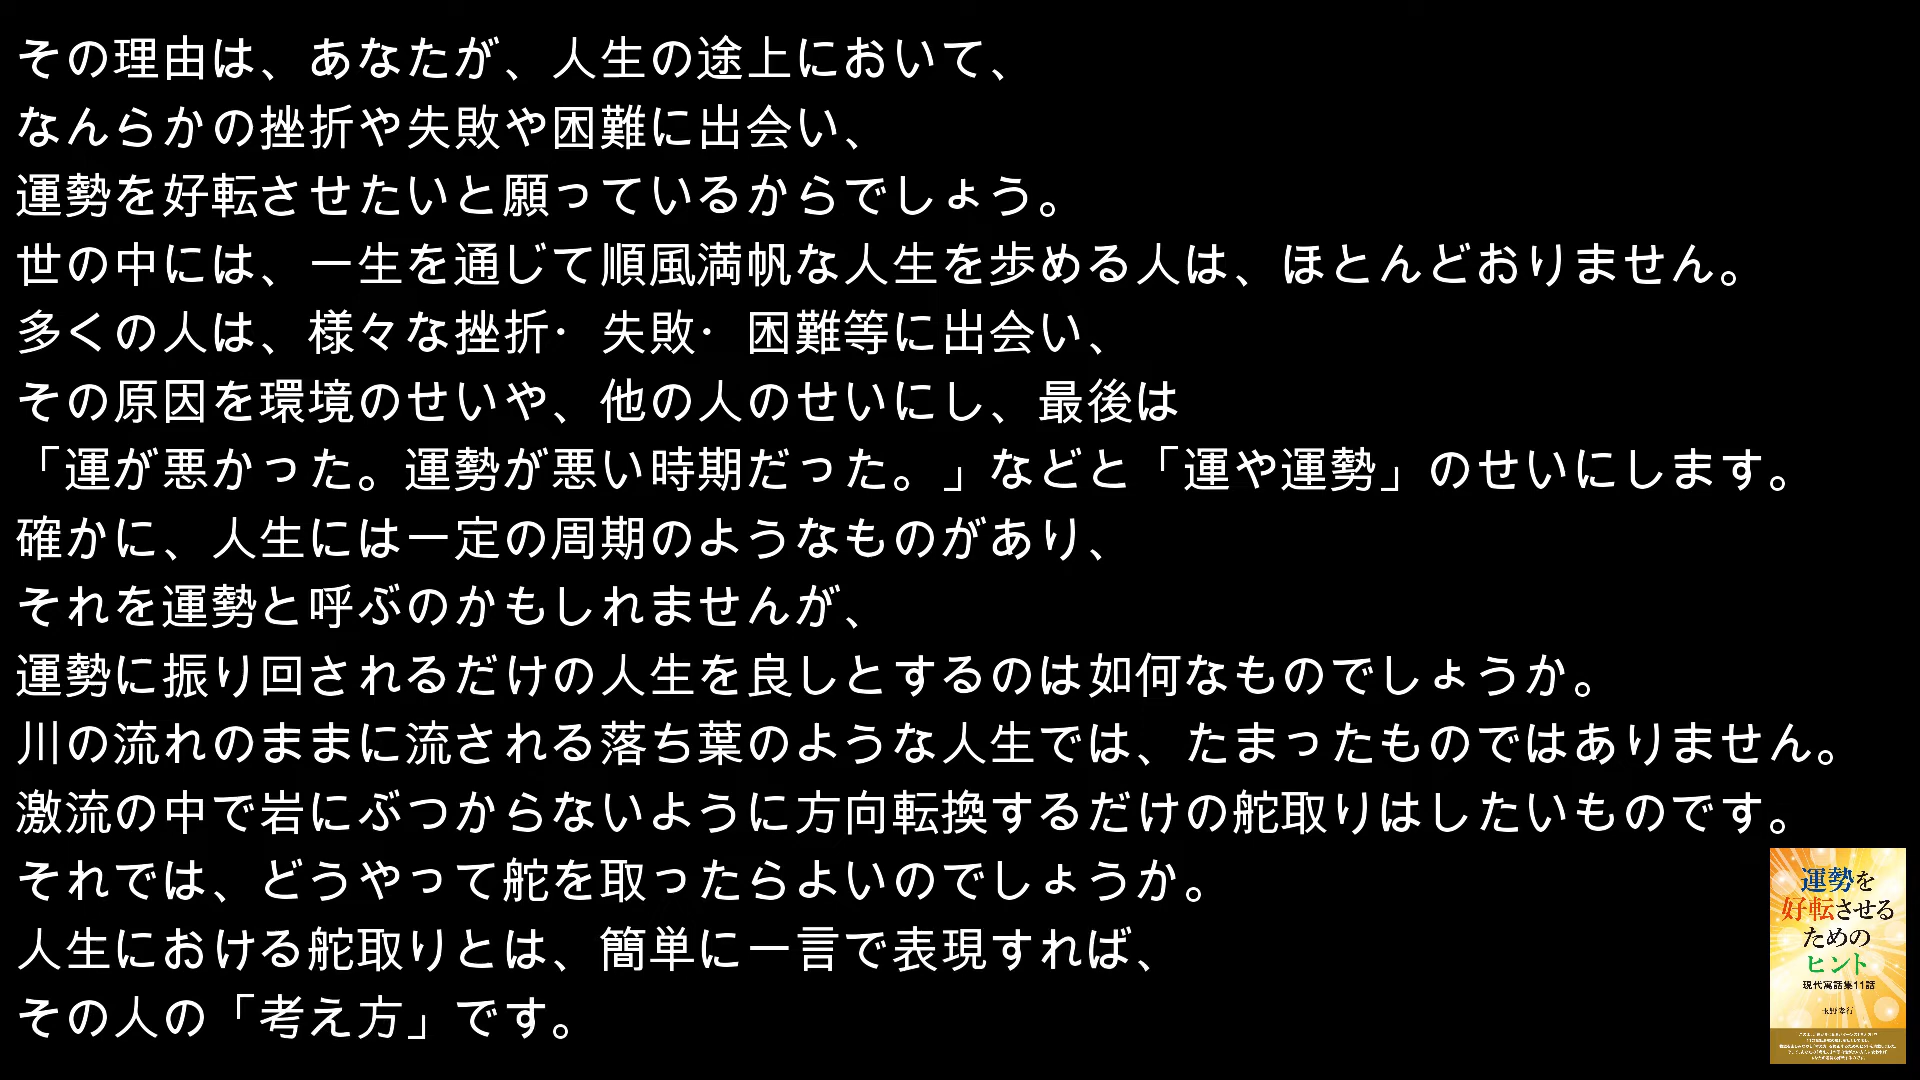 その理由は、あなたが、人生の途上において、
なんらかの挫折や失敗や困難に出会い、
運勢を好転させたいと願っているからでしょう。
世の中には、一生を通じて順風満帆な人生を歩める人は、ほとんどおりません。
多くの人は、様々な挫折・失敗・困難等に出会い、
その原因を環境のせいや、他の人のせいにし、最後は
「運が悪かった。運勢が悪い時期だった。」などと「運や運勢」のせいにします。
確かに、人生には一定の周期のようなものがあり、
それを運勢と呼ぶのかもしれませんが、
運勢に振り回されるだけの人生を良しとするのは如何なものでしょうか。
川の流れのままに流される落ち葉のような人生では、たまったものではありません。
激流の中で岩にぶつからないように方向転換するだけの舵取りはしたいものです。
それでは、どうやって舵を取ったらよいのでしょうか。
人生における舵取りとは、簡単に一言で表現すれば、
その人の「考え方」です。
運勢を
好転させる
ための
ヒント
現代寓話集11話